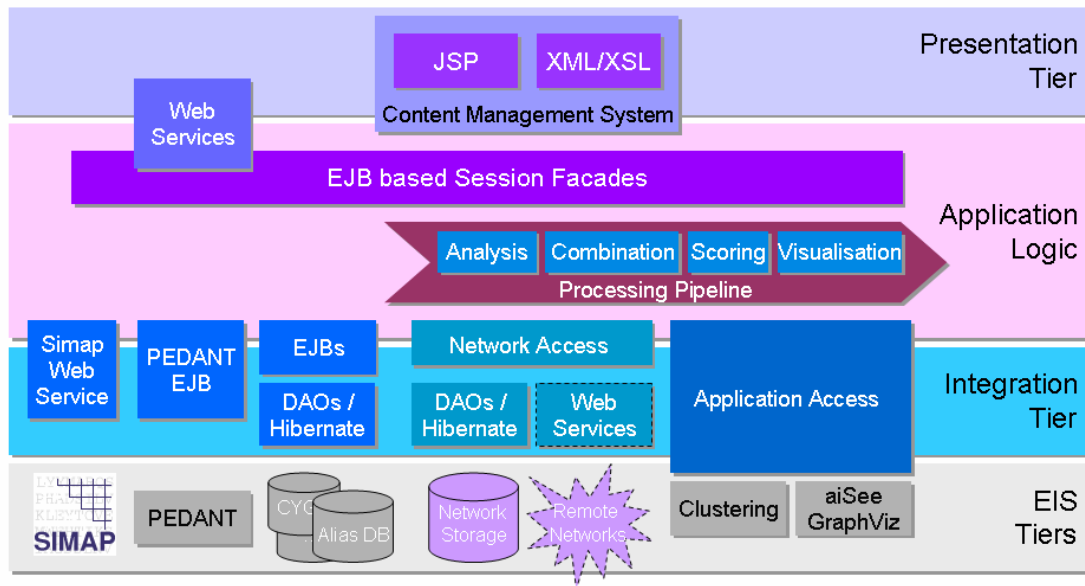 JSP
XML/XSL
Content Management System
Presentation
Tier
Web
Services
EJB based Session Facades
Application
Logic
Analysis
Combination
Scoring
Visualisation
Processing Pipeline
Simap
Web
Service
PEDANT
EJB
EJBs
DAOs /
Hibernate
Network Access
DAOs /
Hibernate
Web
Services
Application Access
Integration
Tier
SIMAP
PEDANT
Alias DB
Network
Storage
Remote
Networks
Clustering
aiSee
GraphViz
EIS
Tiers